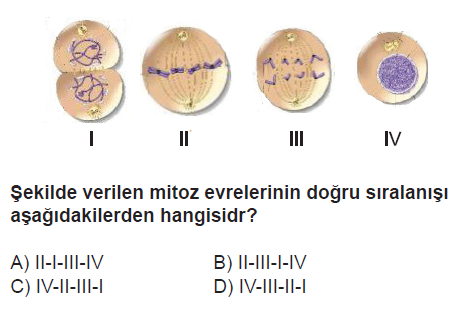 I II III IV
Şekilde verilen mitoz evrelerinin doğru sıralanışı
aşağıdakilerden hangisidr?
A) II-I-III-IV B) II-III-I-IV
C) IV-II-III-I D) IV-III-II-I